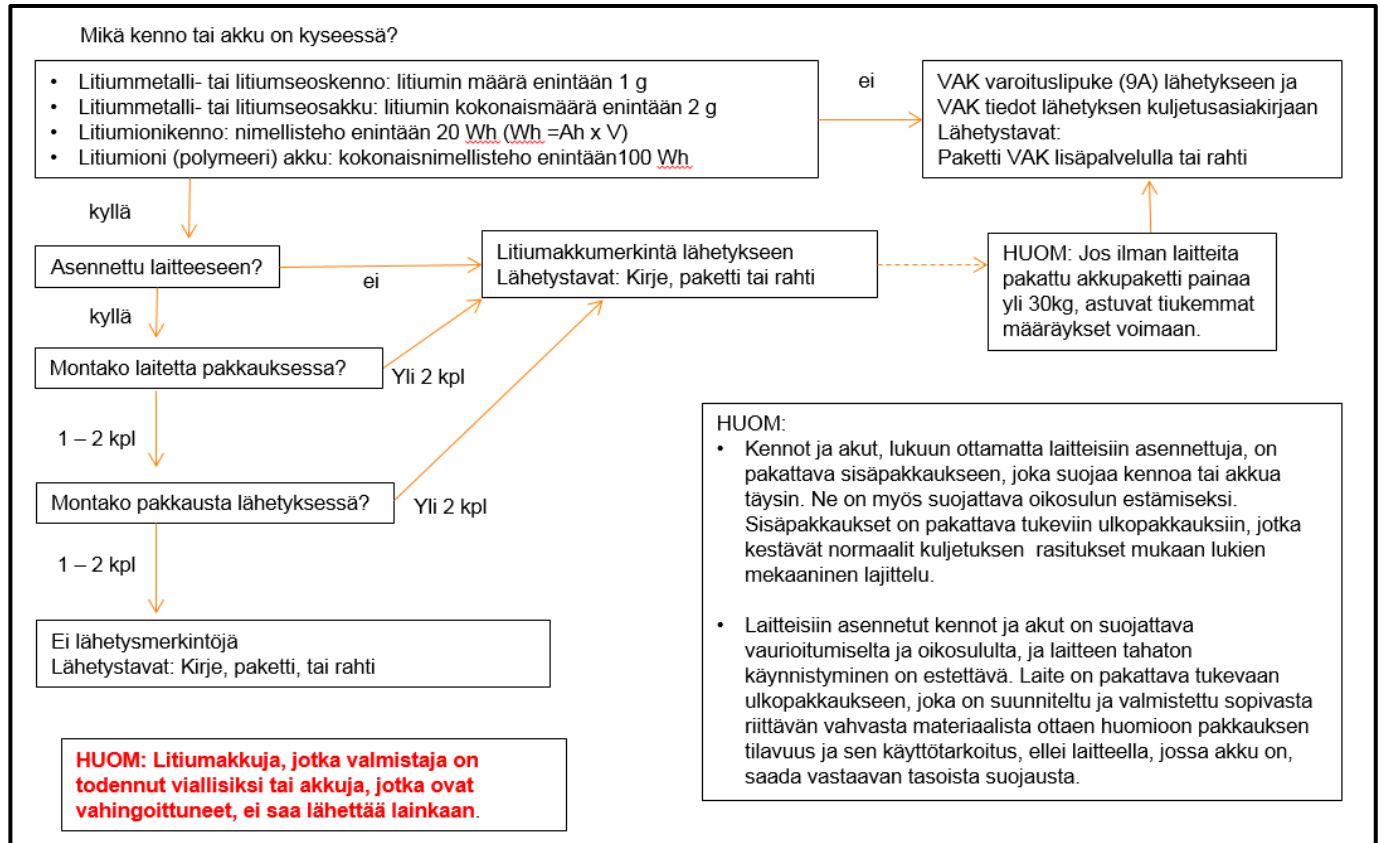 Mikä kenno tai akku on kyseessä?
• Litiummetalli- tai litiumseoskenno: litiumin määrä enintään 1 g
• Litiummetalli- tai litiumseosakku: litiumin kokonaismäärä enintään 2 g
• Litiumionikenno: nimellisteho enintään 20 Wh (Wh =Ah x V)
• Litiumioni (polymeeri) akku: kokonaisnimellisteho enintään100 Wh
ei
VAK varoituslipuke (9A) lähetykseen ja
VAK tiedot lähetyksen kuljetusasiakirjaan
Lähetystavat:
Paketti VAK lisäpalvelulla tai rahti
kyllä
Asennettu laitteeseen?
ei
Litiumakkumerkintä lähetykseen
Lähetystavat: Kirje, paketti tai rahti
HUOM: Jos ilman laitteita
pakattu akkupaketti painaa
yli 30kg, astuvat tiukemmat
määräykset voimaan.
kyllä
Montako laitetta pakkauksessa?
Yli 2 kpl
1 – 2 kpl
Montako pakkausta lähetyksessä?
Yli 2 kpl
1 – 2 kpl
Ei lähetysmerkintöjä
Lähetystavat: Kirje, paketti, tai rahti
HUOM:
• Kennot ja akut, lukuun ottamatta laitteisiin asennettuja, on
pakattava sisäpakkaukseen, joka suojaa kennoa tai akkua
täysin. Ne on myös suojattava oikosulun estämiseksi.
Sisäpakkaukset on pakattava tukeviin ulkopakkauksiin, jotka
kestävät normaalit kuljetuksen  rasitukset mukaan lukien
mekaaninen lajittelu.
• Laitteisiin asennetut kennot ja akut on suojattava
vaurioitumiselta ja oikosululta, ja laitteen tahaton
käynnistyminen on estettävä. Laite on pakattava tukevaan
ulkopakkaukseen, joka on suunniteltu ja valmistettu sopivasta
riittävän vahvasta materiaalista ottaen huomioon pakkauksen
tilavuus ja sen käyttötarkoitus, ellei laitteella, jossa akku on,
saada vastaavan tasoista suojausta.
HUOM: Litiumakkuja, jotka valmistaja on
todennut viallisiksi tai akkuja, jotka ovat
vahingoittuneet, ei saa lähettää lainkaan.